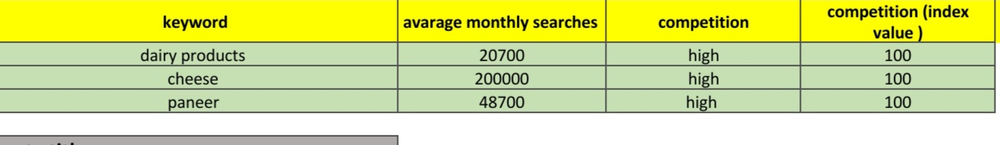 keyword avarage monthly searches competition competition (index
value )
dairy products 20700 high 100
cheese 200000 high 100
paneer 48700 high 100